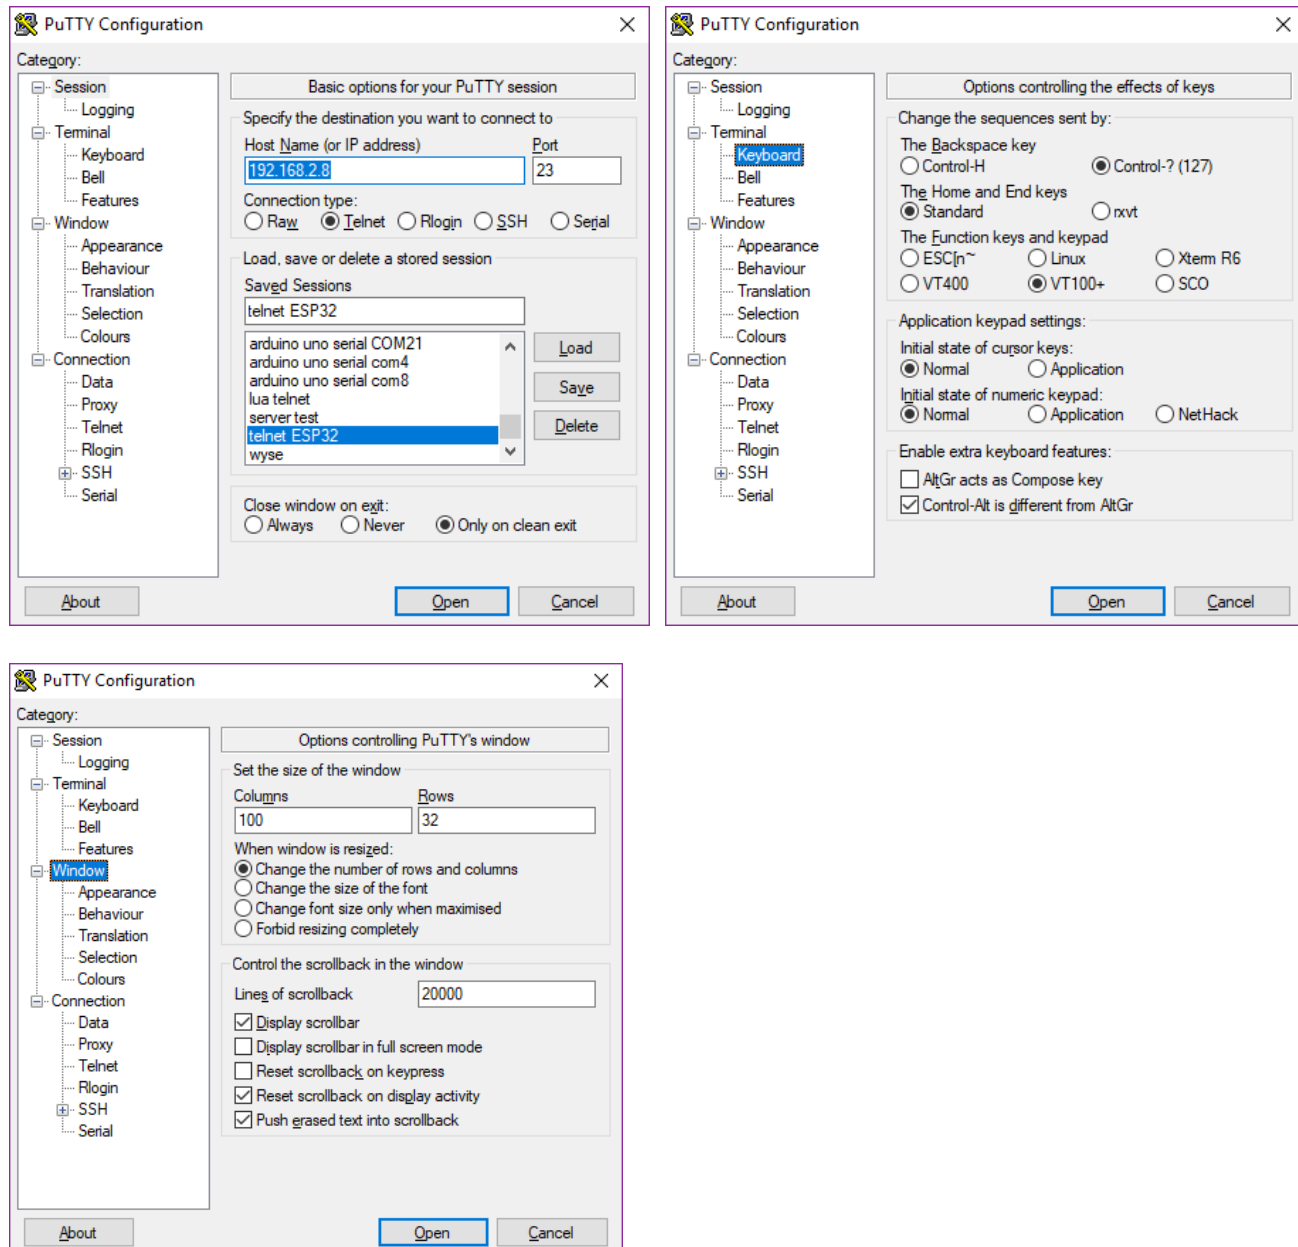 PuTTY Configuration
Category:
Session
Logging
Terminal
Keyboard
Bell
Features
Window
Appearance
Behaviour
Translation
Selection
Colours
Connection
Data
Proxy
Telnet
Rlogin
SSH
Serial
Basic options for your PuTTY session
Specify the destination you want to connect to
Host Name (or IP address) Port
192.168.2.8 23
Connection type:
Raw Telnet Rlogin SSH Serial
Load, save or delete a stored session
Saved Sessions
telnet ESP32
arduino uno serial COM21
arduino uno serial com4
arduino uno serial com8
lua telnet
server test
telnet ESP32
wyse
Load
Save
Delete
Close window on exit:
Always Never Only on clean exit
About Open Cancel
PuTTY Configuration
Category:
Session
Logging
Terminal
Keyboard
Bell
Features
Window
Appearance
Behaviour
Translation
Selection
Colours
Connection
Data
Proxy
Telnet
Rlogin
SSH
Serial
Options controlling the effects of keys
Change the sequences sent by:
The Backspace key
Control-H Control-? (127)
The Home and End keys
Standard rxvt
The Function keys and keypad
ESC[n~ Linux Xterm R6
VT400 VT100+ SCO
Application keypad settings:
Initial state of cursor keys:
Normal Application
Initial state of numeric keypad:
Normal Application NetHack
Enable extra keyboard features:
AltGr acts as Compose key
Control-Alt is different from AltGr
About Open Cancel
PuTTY Configuration
Category:
Session
Logging
Terminal
Keyboard
Bell
Features
Window
Appearance
Behaviour
Translation
Selection
Colours
Connection
Data
Proxy
Telnet
Rlogin
SSH
Serial
Options controlling PuTTY's window
Set the size of the window
Columns Rows
100 32
When window is resized:
Change the number of rows and columns
Change the size of the font
Change font size only when maximised
Forbid resizing completely
Control the scrollback in the window
Lines of scrollback 20000
Display scrollbar
Display scrollbar in full screen mode
Reset scrollback on keypress
Reset scrollback on display activity
Push erased text into scrollback
About Open Cancel